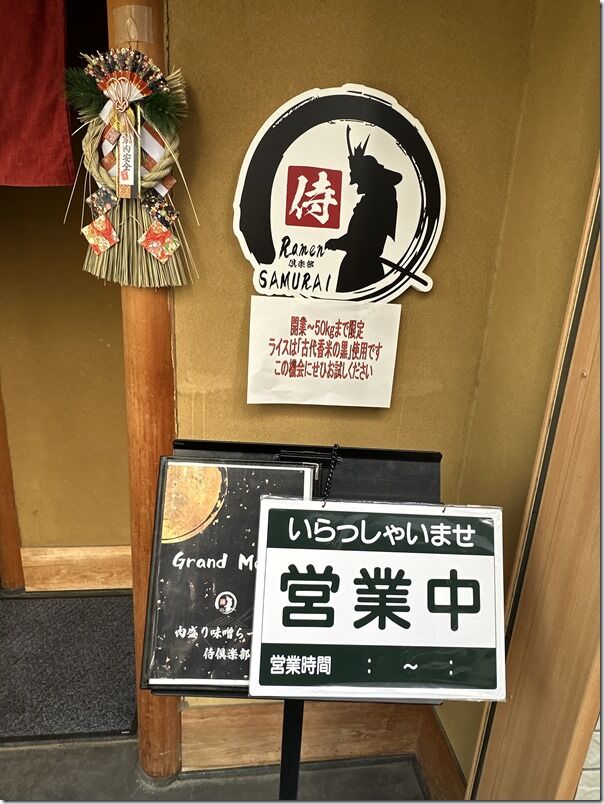 家内安全
侍
Ramen
倶楽部
SAMURAI
開業～50kgまで限定
ライスは「古代香米の黒」使用です
この機会にぜひお試しください
Grand Me
侍
肉盛り味噌ら
侍倶楽部
いらっしゃいませ
営業中
営業時間 : ～ :